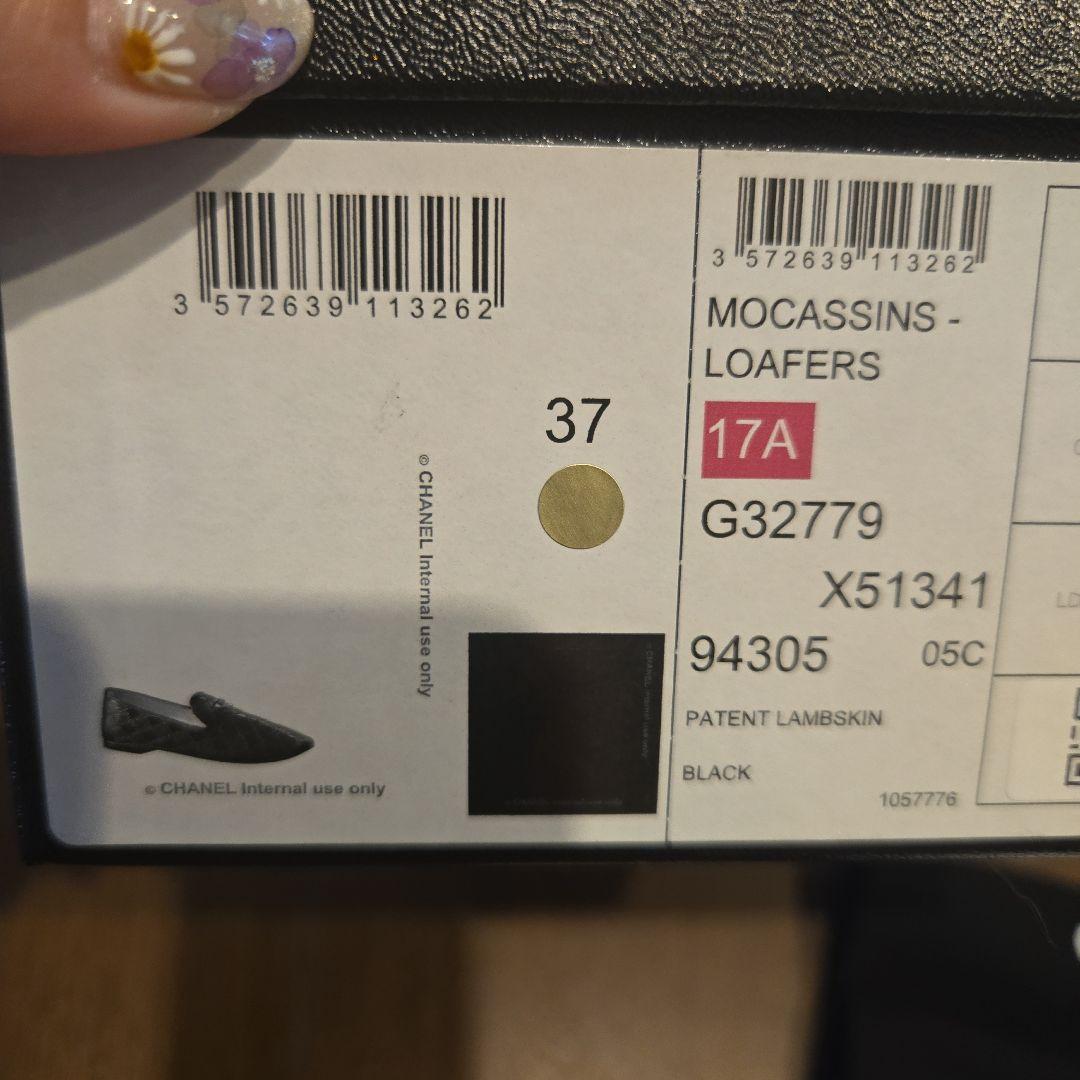 3 572639 113262
37
© CHANEL Internal use only
© CHANEL Internal use only
3 572639 113262
MOCASSINS -
LOAFERS
17A
G32779
X51341
94305 05C
PATENT LAMBSKIN
BLACK
1057776